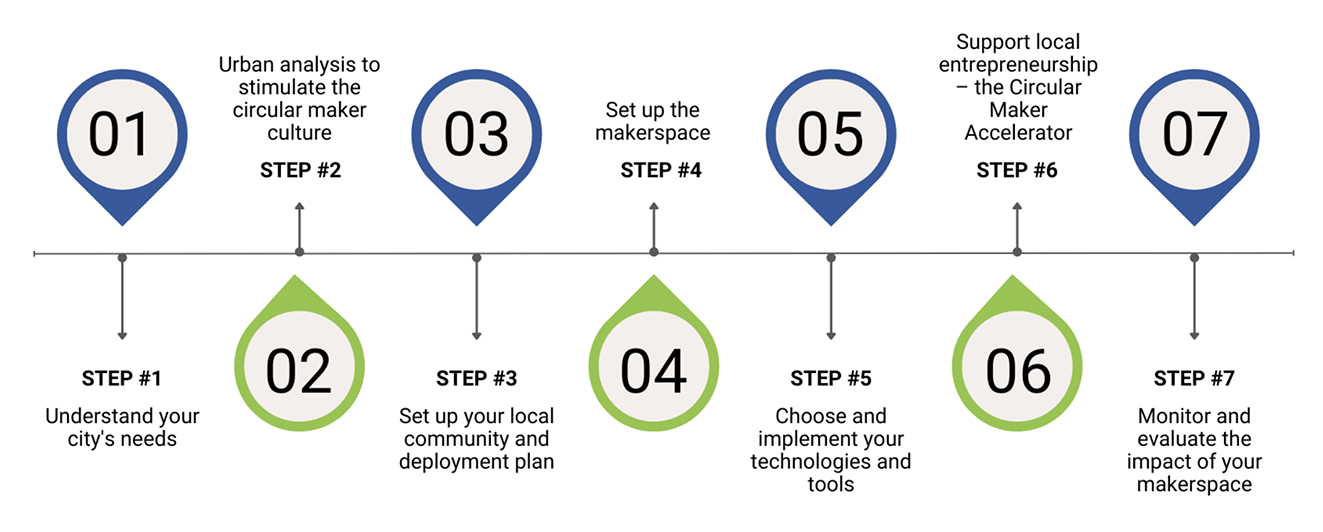 01
STEP #1
Understand your
city's needs
Urban analysis to
stimulate the
circular maker
culture
STEP #2
02
03
STEP #3
Set up your local
community and
deployment plan
Set up the
makerspace
STEP #4
04
05
STEP #5
Choose and
implement your
technologies and
tools
Support local
entrepreneurship
– the Circular
Maker
Accelerator
STEP #6
06
07
STEP #7
Monitor and
evaluate the
impact of your
makerspace